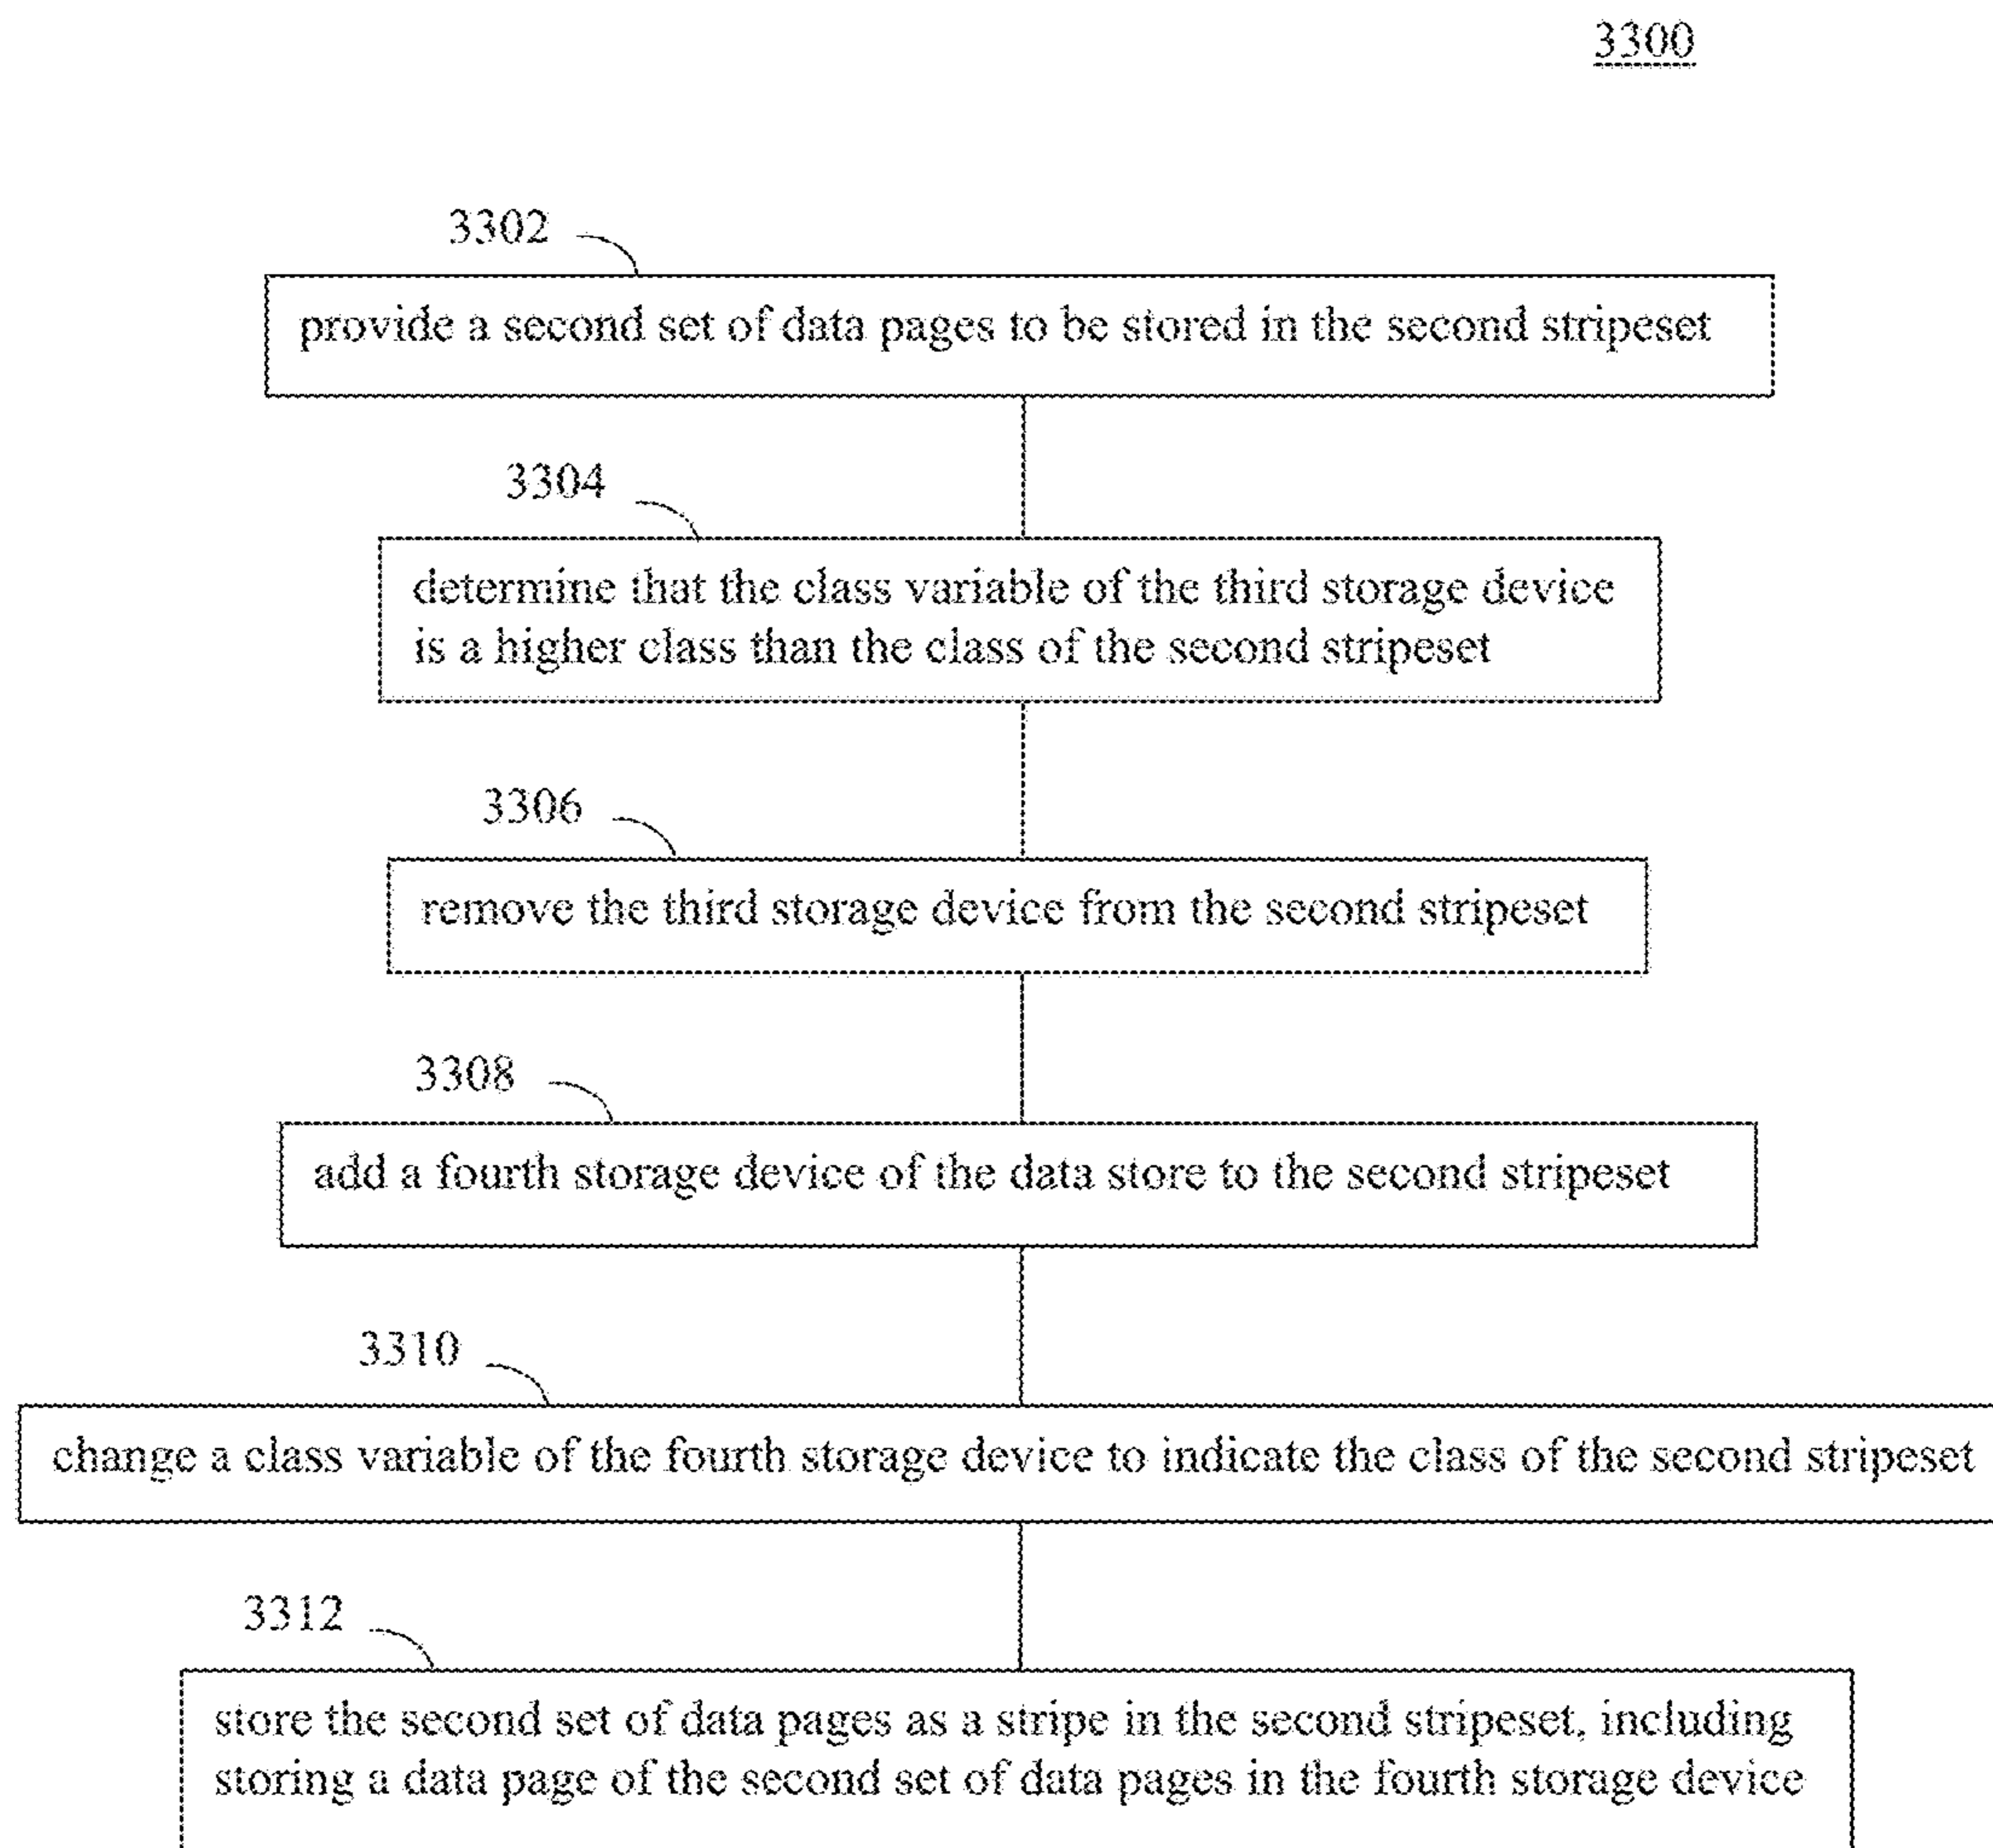 3300
3302
provide a second set of data pages to be stored in the second stripeset
3304
determine that the class variable of the third storage device
is a higher class than the class of the second stripeset
3306
remove the third storage device from the second stripeset
3308
add a fourth storage device of the data store to the second stripeset
3310
change a class variable of the fourth storage device to indicate the class of the second stripeset
3312
store the second set of data pages as a stripe in the second stripeset, including
storing a data page of the second set of data pages in the fourth storage device